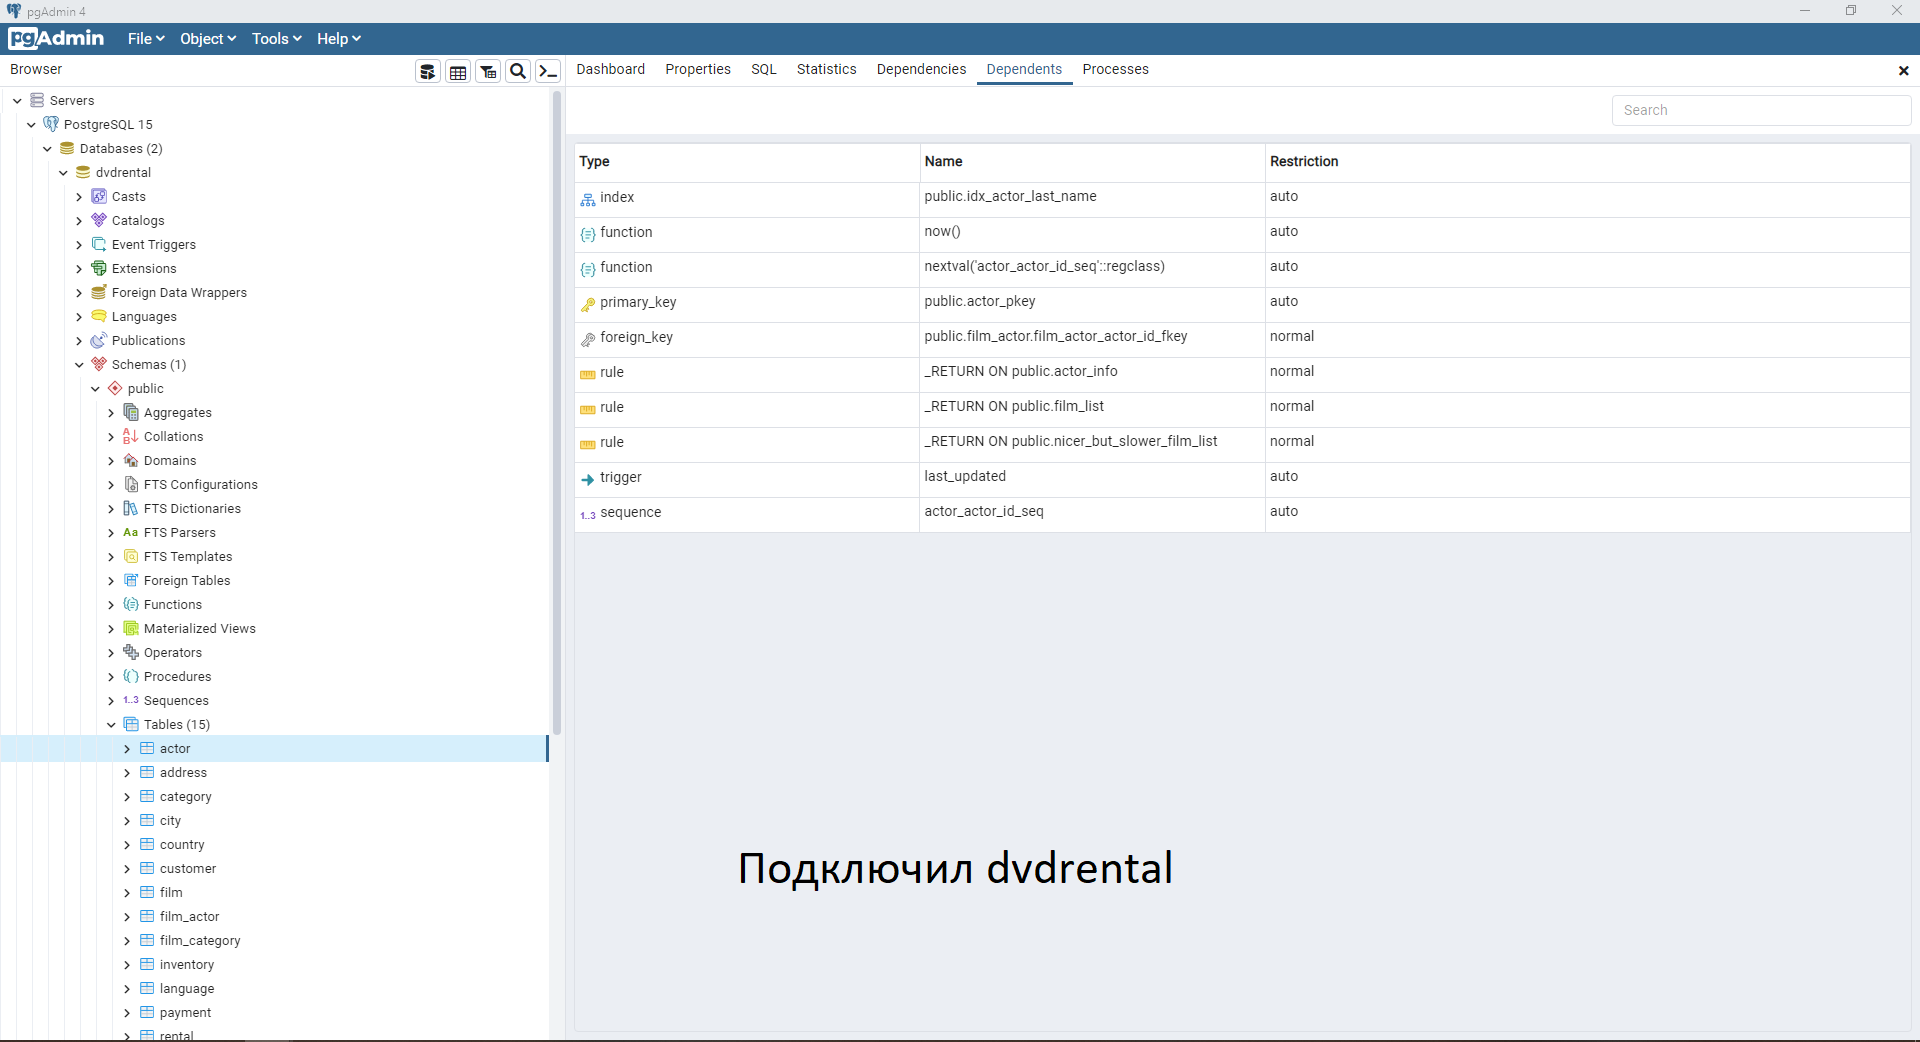 pgAdmin 4
pgAdmin File Object Tools Help
Browser
Dashboard Properties SQL Statistics Dependencies Dependents Processes
Search
Servers
PostgreSQL 15
Databases (2)
dvdrental
Casts
Catalogs
Event Triggers
Extensions
Foreign Data Wrappers
Languages
Publications
Schemas (1)
public
Aggregates
Collations
Domains
FTS Configurations
FTS Dictionaries
FTS Parsers
FTS Templates
Foreign Tables
Functions
Materialized Views
Operators
Procedures
1..3 Sequences
Tables (15)
actor
address
category
city
country
customer
film
film_actor
film_category
inventory
language
payment
rental
Type Name Restriction
index public.idx_actor_last_name auto
function now() auto
function nextval('actor_actor_id_seq'::regclass) auto
primary_key public.actor_pkey auto
foreign_key public.film_actor.film_actor_actor_id_fkey normal
rule _RETURN ON public.actor_info normal
rule _RETURN ON public.film_list normal
rule _RETURN ON public.nicer_but_slower_film_list normal
trigger last_updated auto
1..3 sequence actor_actor_id_seq auto
Подключил dvdrental